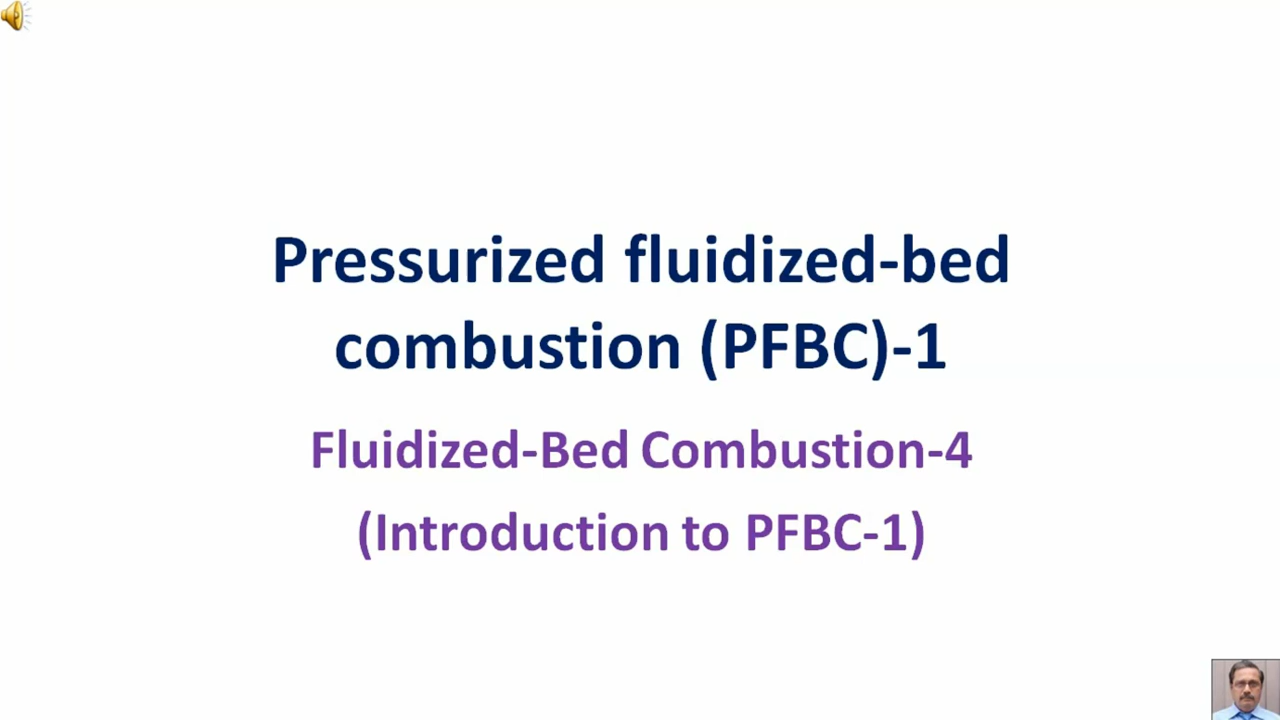 Pressurized fluidized-bed
combustion (PFBC)-1
Fluidized-Bed Combustion-4
(Introduction to PFBC-1)